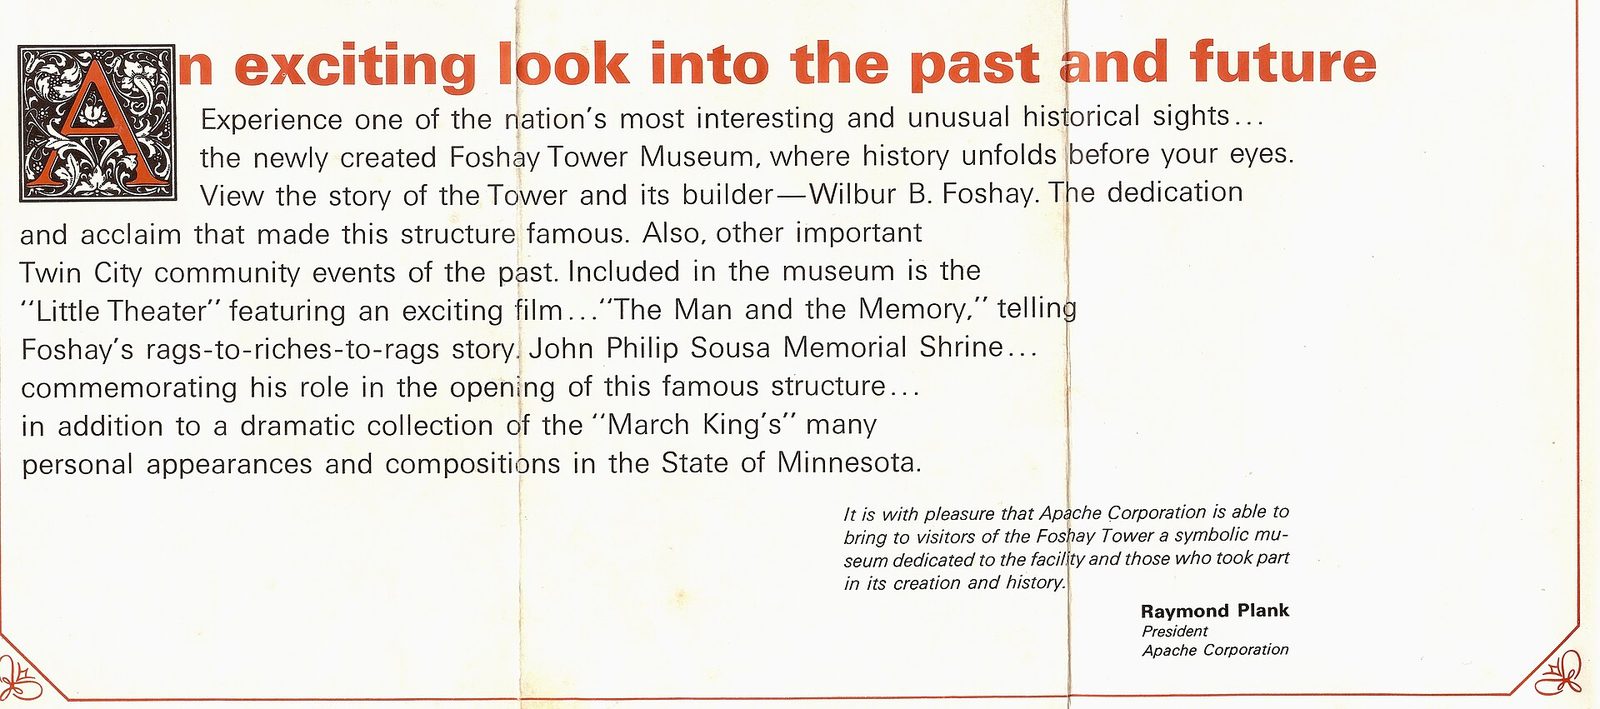 An exciting look into the past and future
Experience one of the nation's most interesting and unusual historical sights...
the newly created Foshay Tower Museum, where history unfolds before your eyes.
View the story of the Tower and its builder—Wilbur B. Foshay. The dedication
and acclaim that made this structure famous. Also, other important
Twin City community events of the past. Included in the museum is the
"Little Theater" featuring an exciting film..."The Man and the Memory," telling
Foshay's rags-to-riches-to-rags story. John Philip Sousa Memorial Shrine...
commemorating his role in the opening of this famous structure...
in addition to a dramatic collection of the "March King's" many
personal appearances and compositions in the State of Minnesota.
It is with pleasure that Apache Corporation is able to
bring to visitors of the Foshay Tower a symbolic mu-
seum dedicated to the facility and those who took part
in its creation and history.
Raymond Plank
President
Apache Corporation